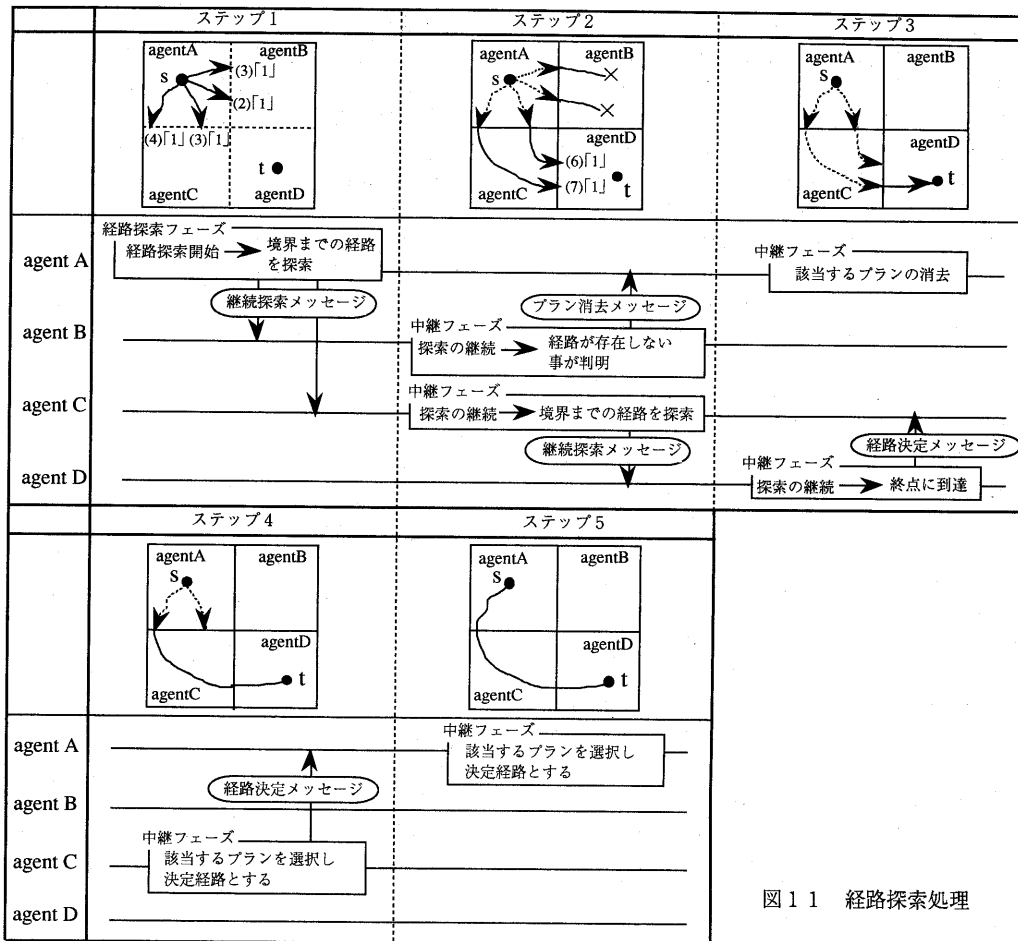 ステップ1
ステップ2
ステップ3
agentA
agentB
S
(3)「1」
(2)「1」
(4)「1」
(3)「1」
t
agentC
agentD
agentA
agentB
S
agentD
(6)「1」
(7)「1」
t
agentC
agentA
agentB
S
agentD
t
agentC
agent A
経路探索フェーズ
経路探索開始
境界までの経路
を探索
継続探索メッセージ
プラン消去メッセージ
中継フェーズ
該当するプランの消去
agent B
中継フェーズ
探索の継続
経路が存在しない
事が判明
agent C
中継フェーズ
探索の継続
境界までの経路を探索
継続探索メッセージ
経路決定メッセージ
agent D
中継フェーズ
探索の継続
終点に到達
ステップ4
ステップ5
agentA
agentB
S
agentD
t
agentC
agentA
agentB
S
agentD
t
agentC
agent A
中継フェーズ
該当するプランを選択し
決定経路とする
経路決定メッセージ
agent B
agent C
中継フェーズ
該当するプランを選択し
決定経路とする
agent D
図11 経路探索処理